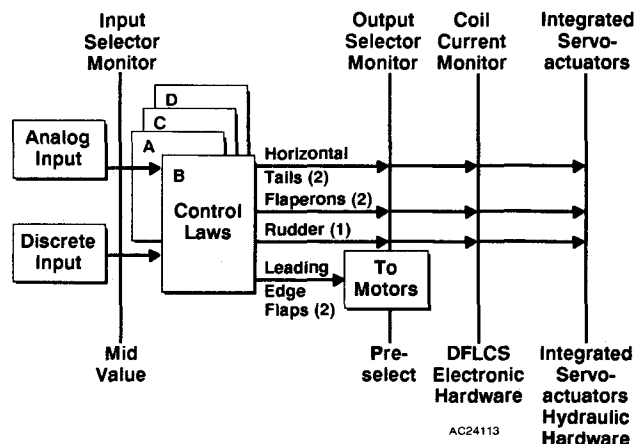 Input
Selector
Monitor
Output
Selector
Monitor
Coil
Current
Monitor
Integrated
Servo-
actuators
D
C
A
B
Analog
Input
Discrete
Input
Control
Laws
Horizontal
Tails (2)
Flaperons (2)
Rudder (1)
Leading
Edge
Flaps (2)
To
Motors
Mid
Value
Pre-
select
DFLCS
Electronic
Hardware
Integrated
Servo-
actuators
Hydraulic
Hardware
AC24113